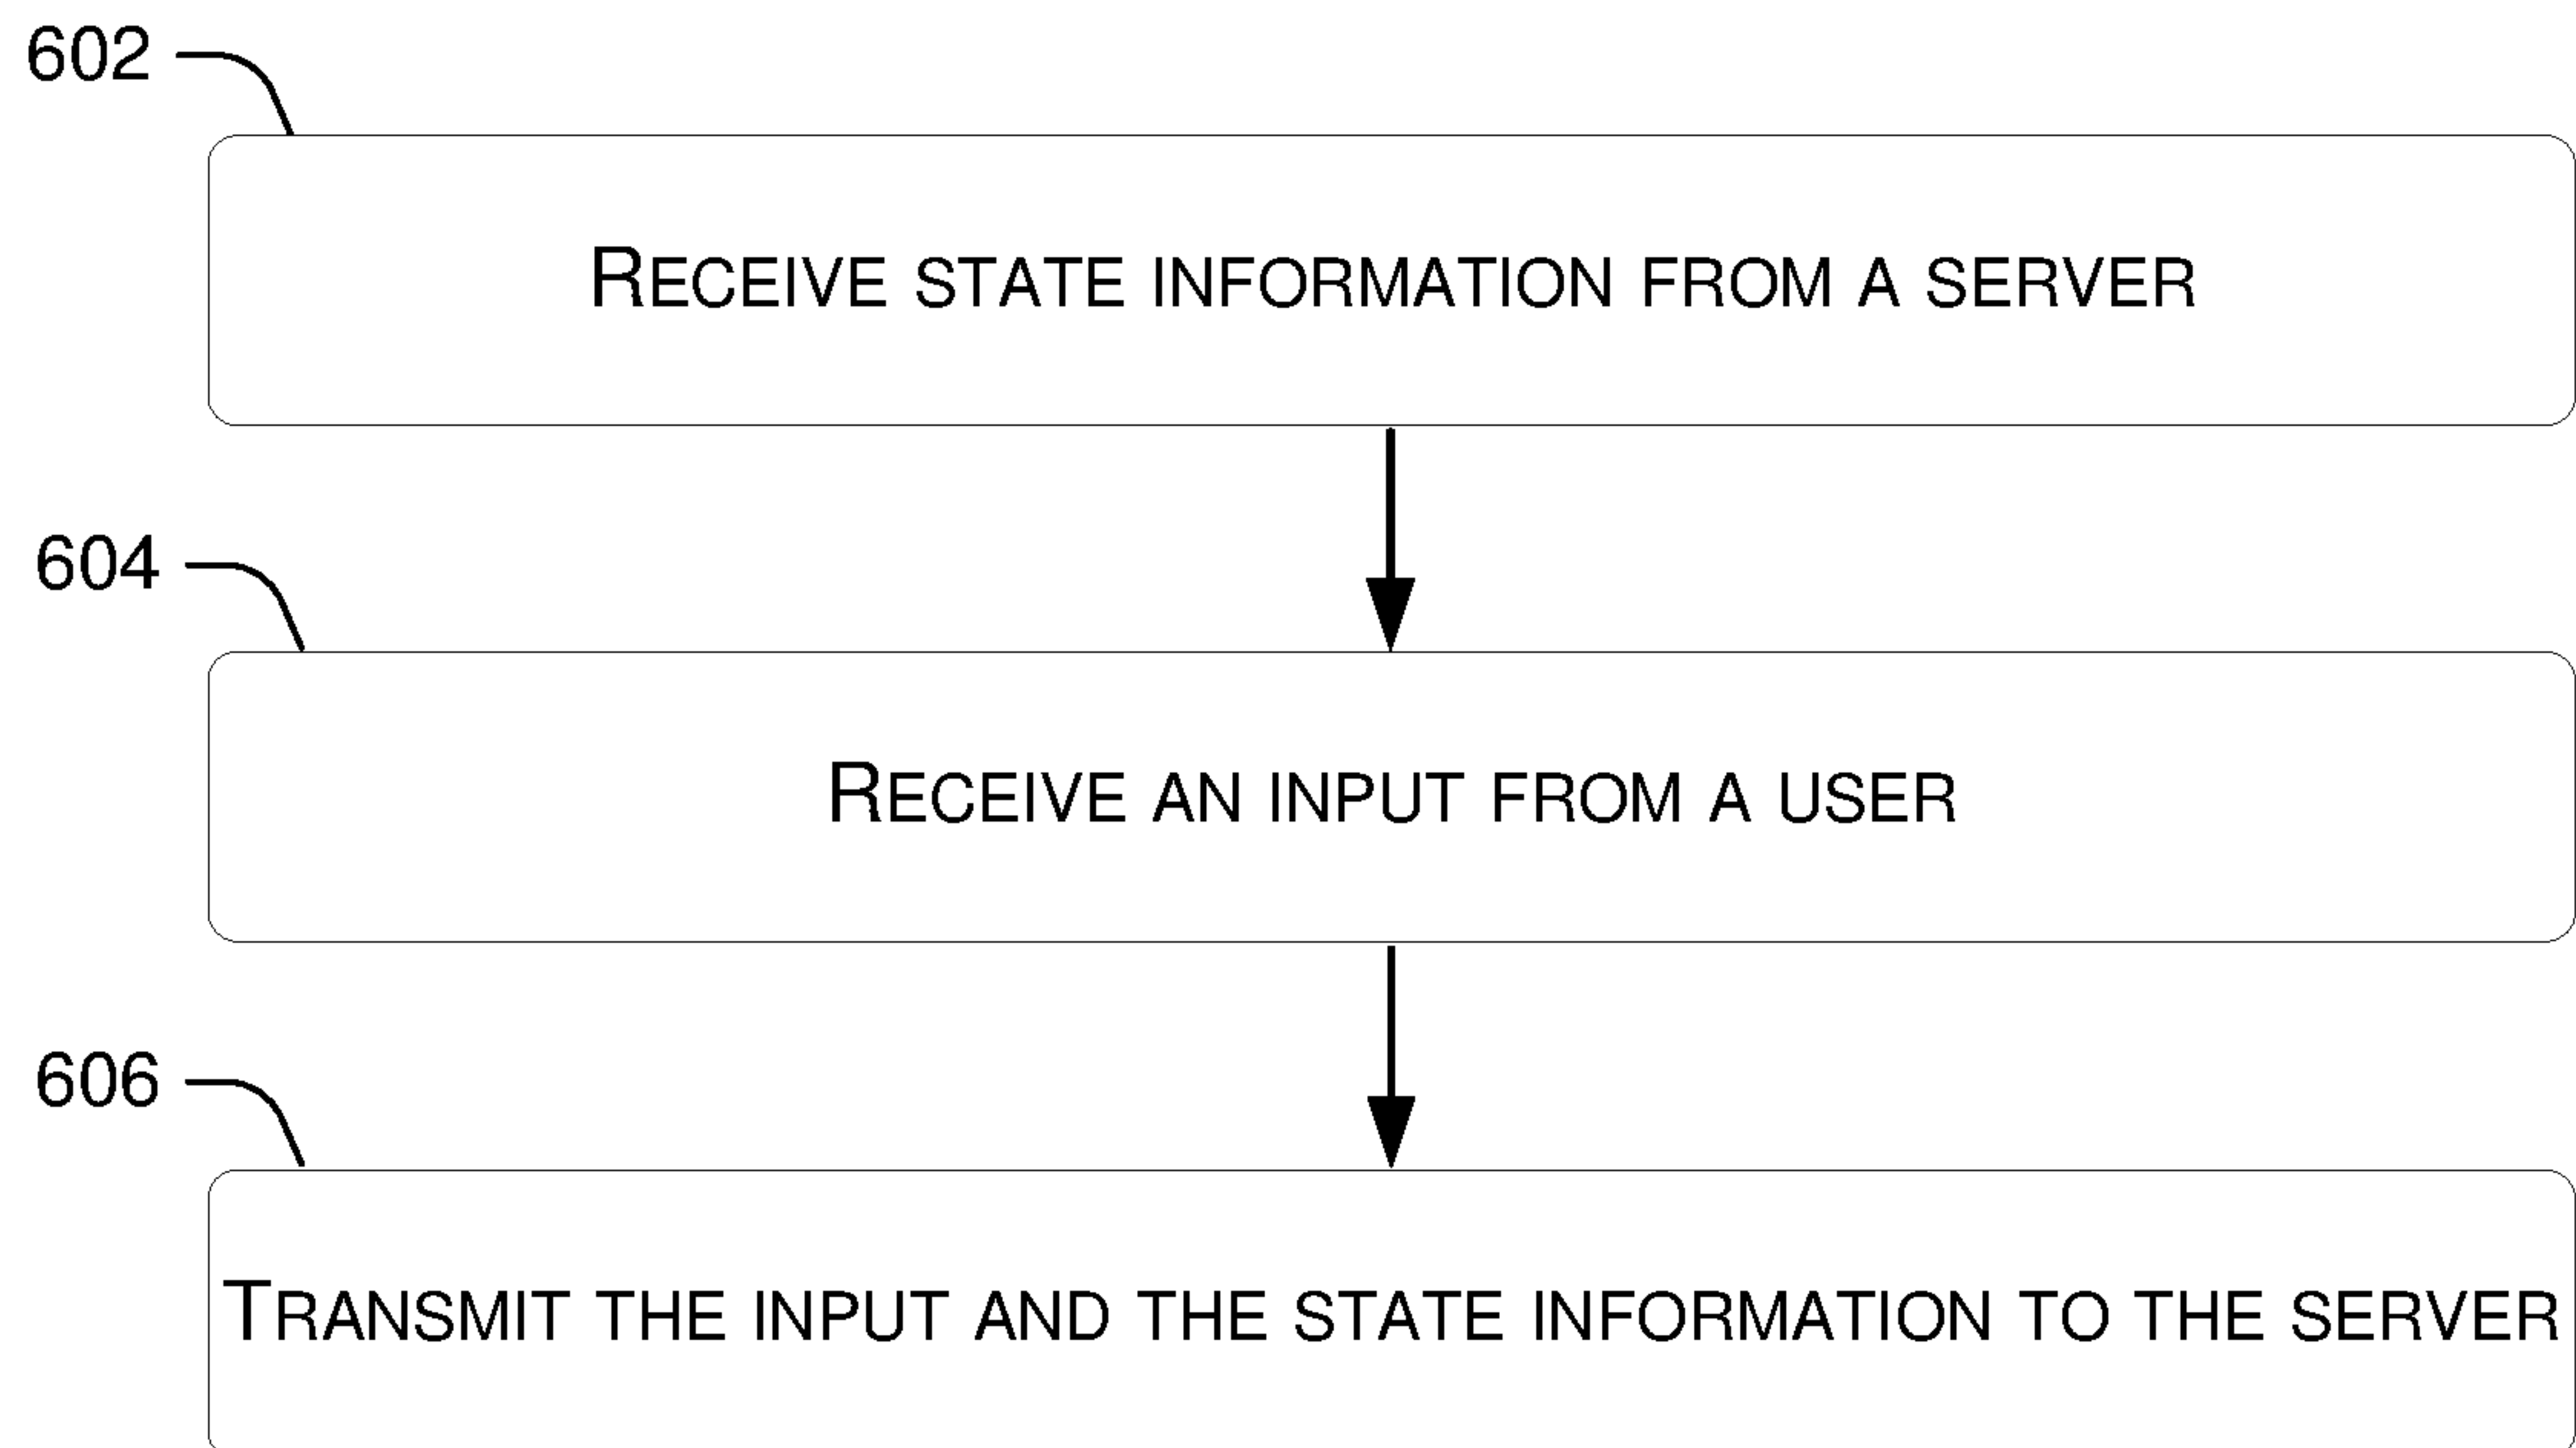 602
RECEIVE STATE INFORMATION FROM A SERVER
604
RECEIVE AN INPUT FROM A USER
606
TRANSMIT THE INPUT AND THE STATE INFORMATION TO THE SERVER